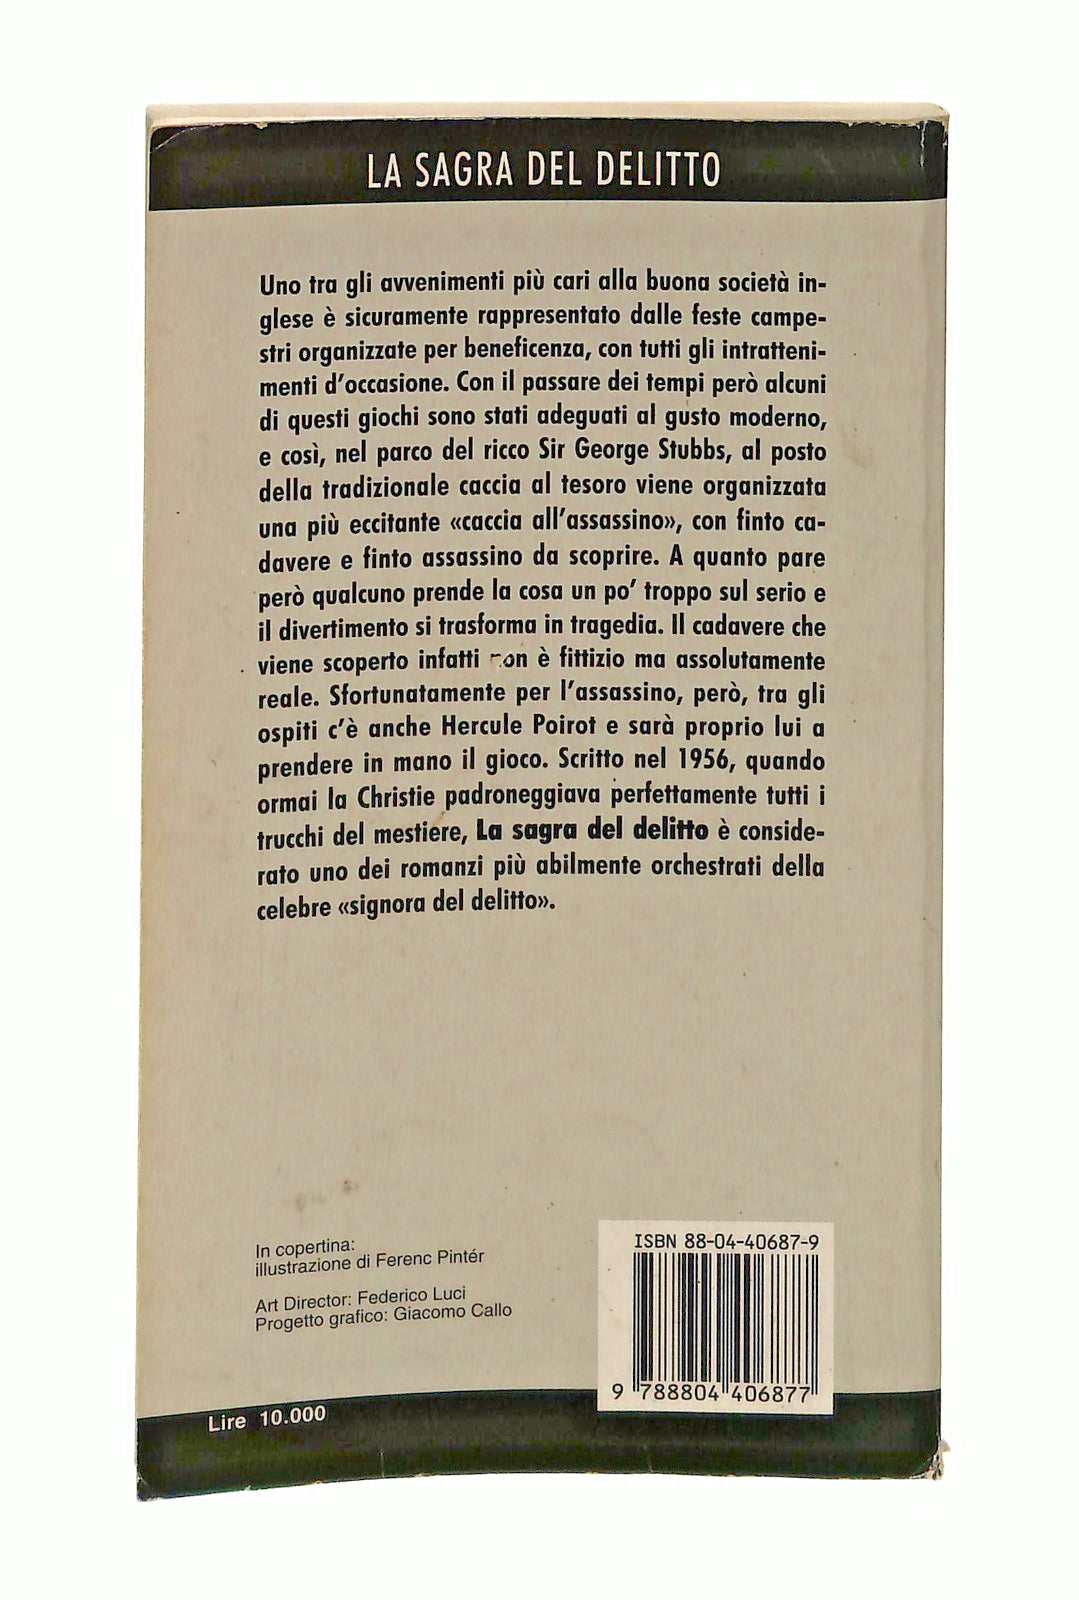 LA SAGRA DEL DELITTO
Uno tra gli avvenimenti più cari alla buona società in-
glese è sicuramente rappresentato dalle feste campe-
stri organizzate per beneficenza, con tutti gli intratteni-
menti d'occasione. Con il passare dei tempi però alcuni
di questi giochi sono stati adeguati al gusto moderno,
e così, nel parco del ricco Sir George Stubbs, al posto
della tradizionale caccia al tesoro viene organizzata
una più eccitante «caccia all'assassino», con finto ca-
davere e finto assassino da scoprire. A quanto pare
però qualcuno prende la cosa un po' troppo sul serio e
il divertimento si trasforma in tragedia. Il cadavere che
viene scoperto infatti non è fittizio ma assolutamente
reale. Sfortunatamente per l'assassino, però, tra gli
ospiti c'è anche Hercule Poirot e sarà proprio lui a
prendere in mano il gioco. Scritto nel 1956, quando
ormai la Christie padroneggiava perfettamente tutti i
trucchi del mestiere, La sagra del delitto è conside-
rato uno dei romanzi più abilmente orchestrati della
celebre «signora del delitto».
In copertina:
illustrazione di Ferenc Pintér
Art Director: Federico Luci
Progetto grafico: Giacomo Callo
ISBN 88-04-40687-9
9 788804 406877
Lire 10.000